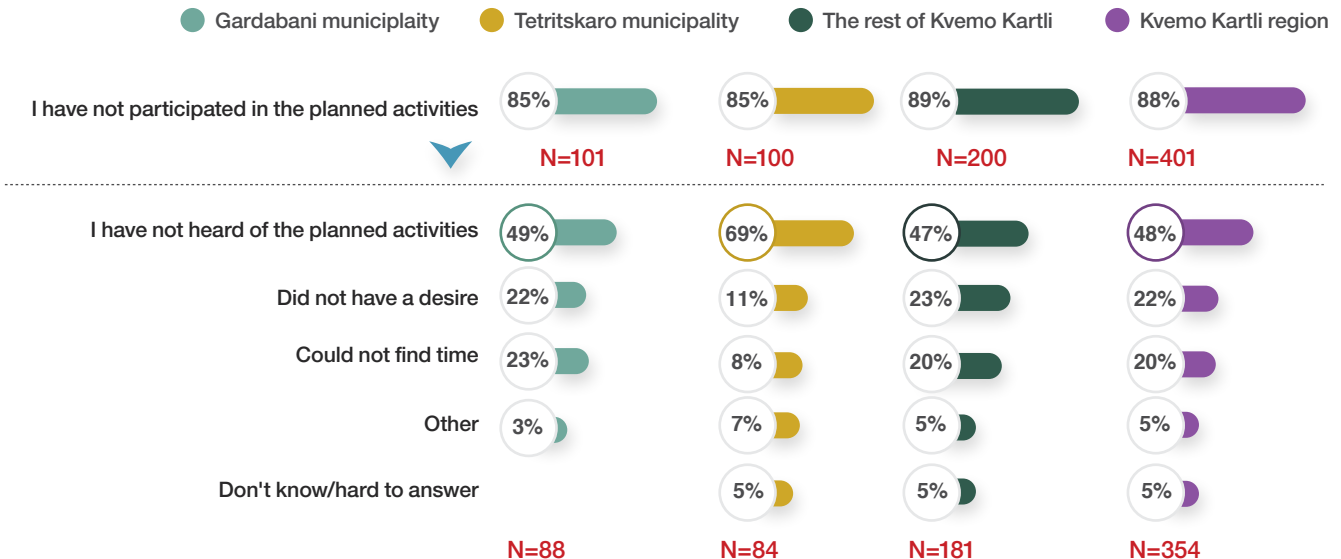 Gardabani municiplaity Tetritskaro municipality The rest of Kvemo Kartli Kvemo Kartli region
I have not participated in the planned activities 85% 85% 89% 88%
N=101 N=100 N=200 N=401
I have not heard of the planned activities 49% 69% 47% 48%
Did not have a desire 22% 11% 23% 22%
Could not find time 23% 8% 20% 20%
Other 3% 7% 5% 5%
Don't know/hard to answer 5% 5% 5%
N=88 N=84 N=181 N=354